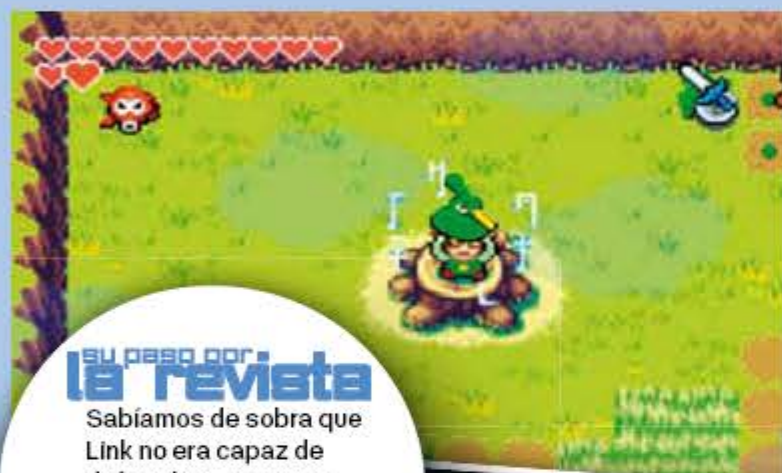 su paso por
la revista
Sabíamos de sobra que
Link no era capaz de